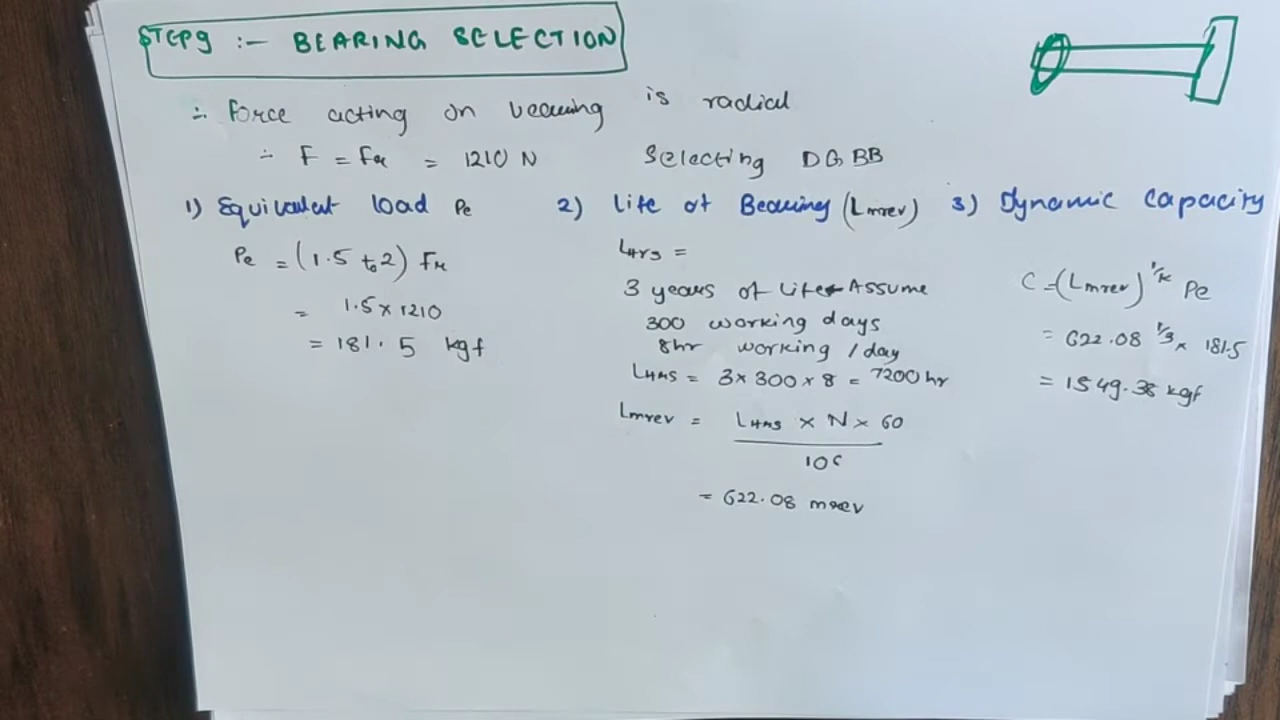 STEP9 :- BEARING SELECTION
∴ Force acting on bearing is radial
∴ F = Fr = 1210 N Selecting DGBB
1) Equivalent load Pe
Pe = (1.5 to 2) Fr
= 1.5 x 1210
= 181.5 kgf
2) Life of Bearing (Lmrev)
LHrs =
3 years of Life Assume
300 working days
8hr working / day
LHrs = 3 x 300 x 8 = 7200 hr
Lmrev = LHrs x N x 60
10⁶
= 622.08 mrev
3) Dynamic Capacity
C = (Lmrev)^1/k Pe
= 622.08^1/3 x 181.5
= 1549.38 kgf